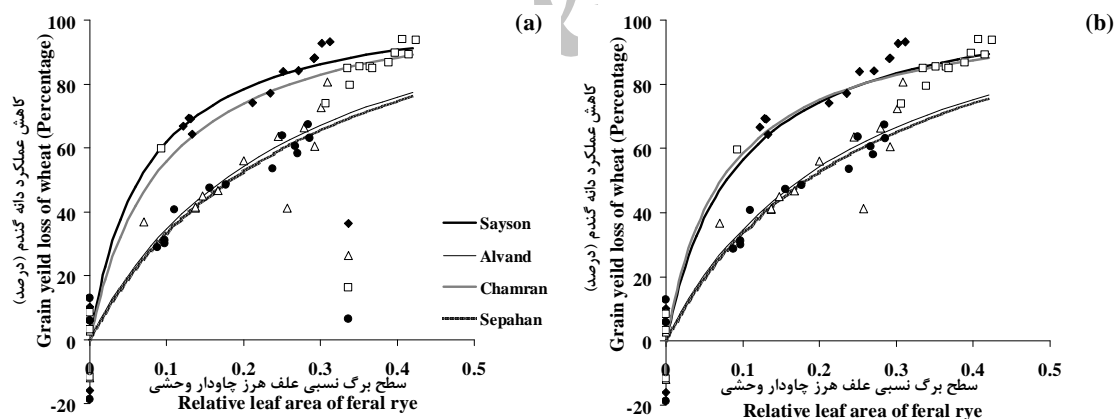 (a)
کاهش عملکرد دانه گندم (درصد)
Grain yeild loss of wheat (Percentage)
100
80
60
40
20
0
-20
0 0.1 0.2 0.3 0.4 0.5
Sayson
Alvand
Chamran
Sepahan
سطح برگ نسبی علف هرز چاودار وحشی
Relative leaf area of feral rye
(b)
کاهش عملکرد دانه گندم (درصد)
Grain yeild loss of wheat (Percentage)
100
80
60
40
20
0
-20
0 0.1 0.2 0.3 0.4 0.5
سطح برگ نسبی علف هرز چاودار وحشی
Relative leaf area of feral rye